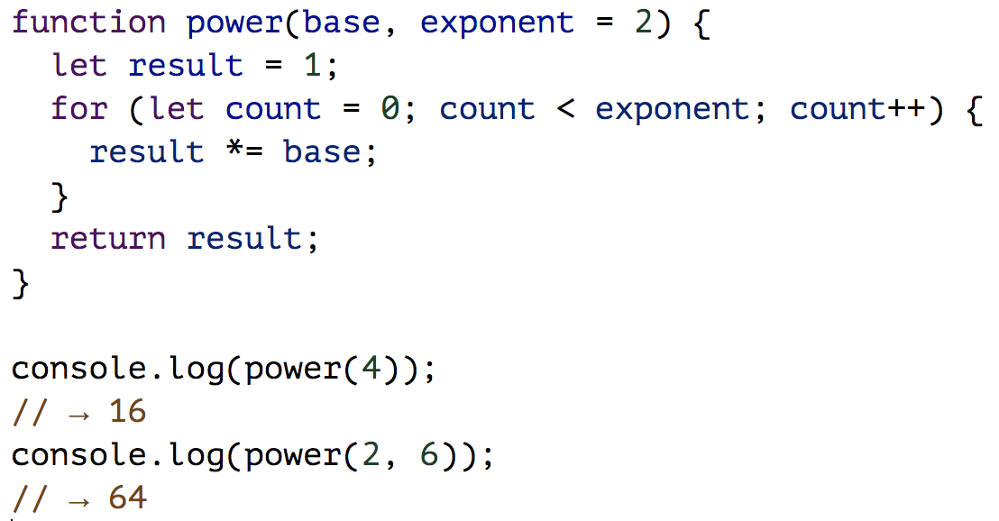 function power(base, exponent = 2) {
  let result = 1;
  for (let count = 0; count < exponent; count++) {
    result *= base;
  }
  return result;
}

console.log(power(4));
// → 16
console.log(power(2, 6));
// → 64